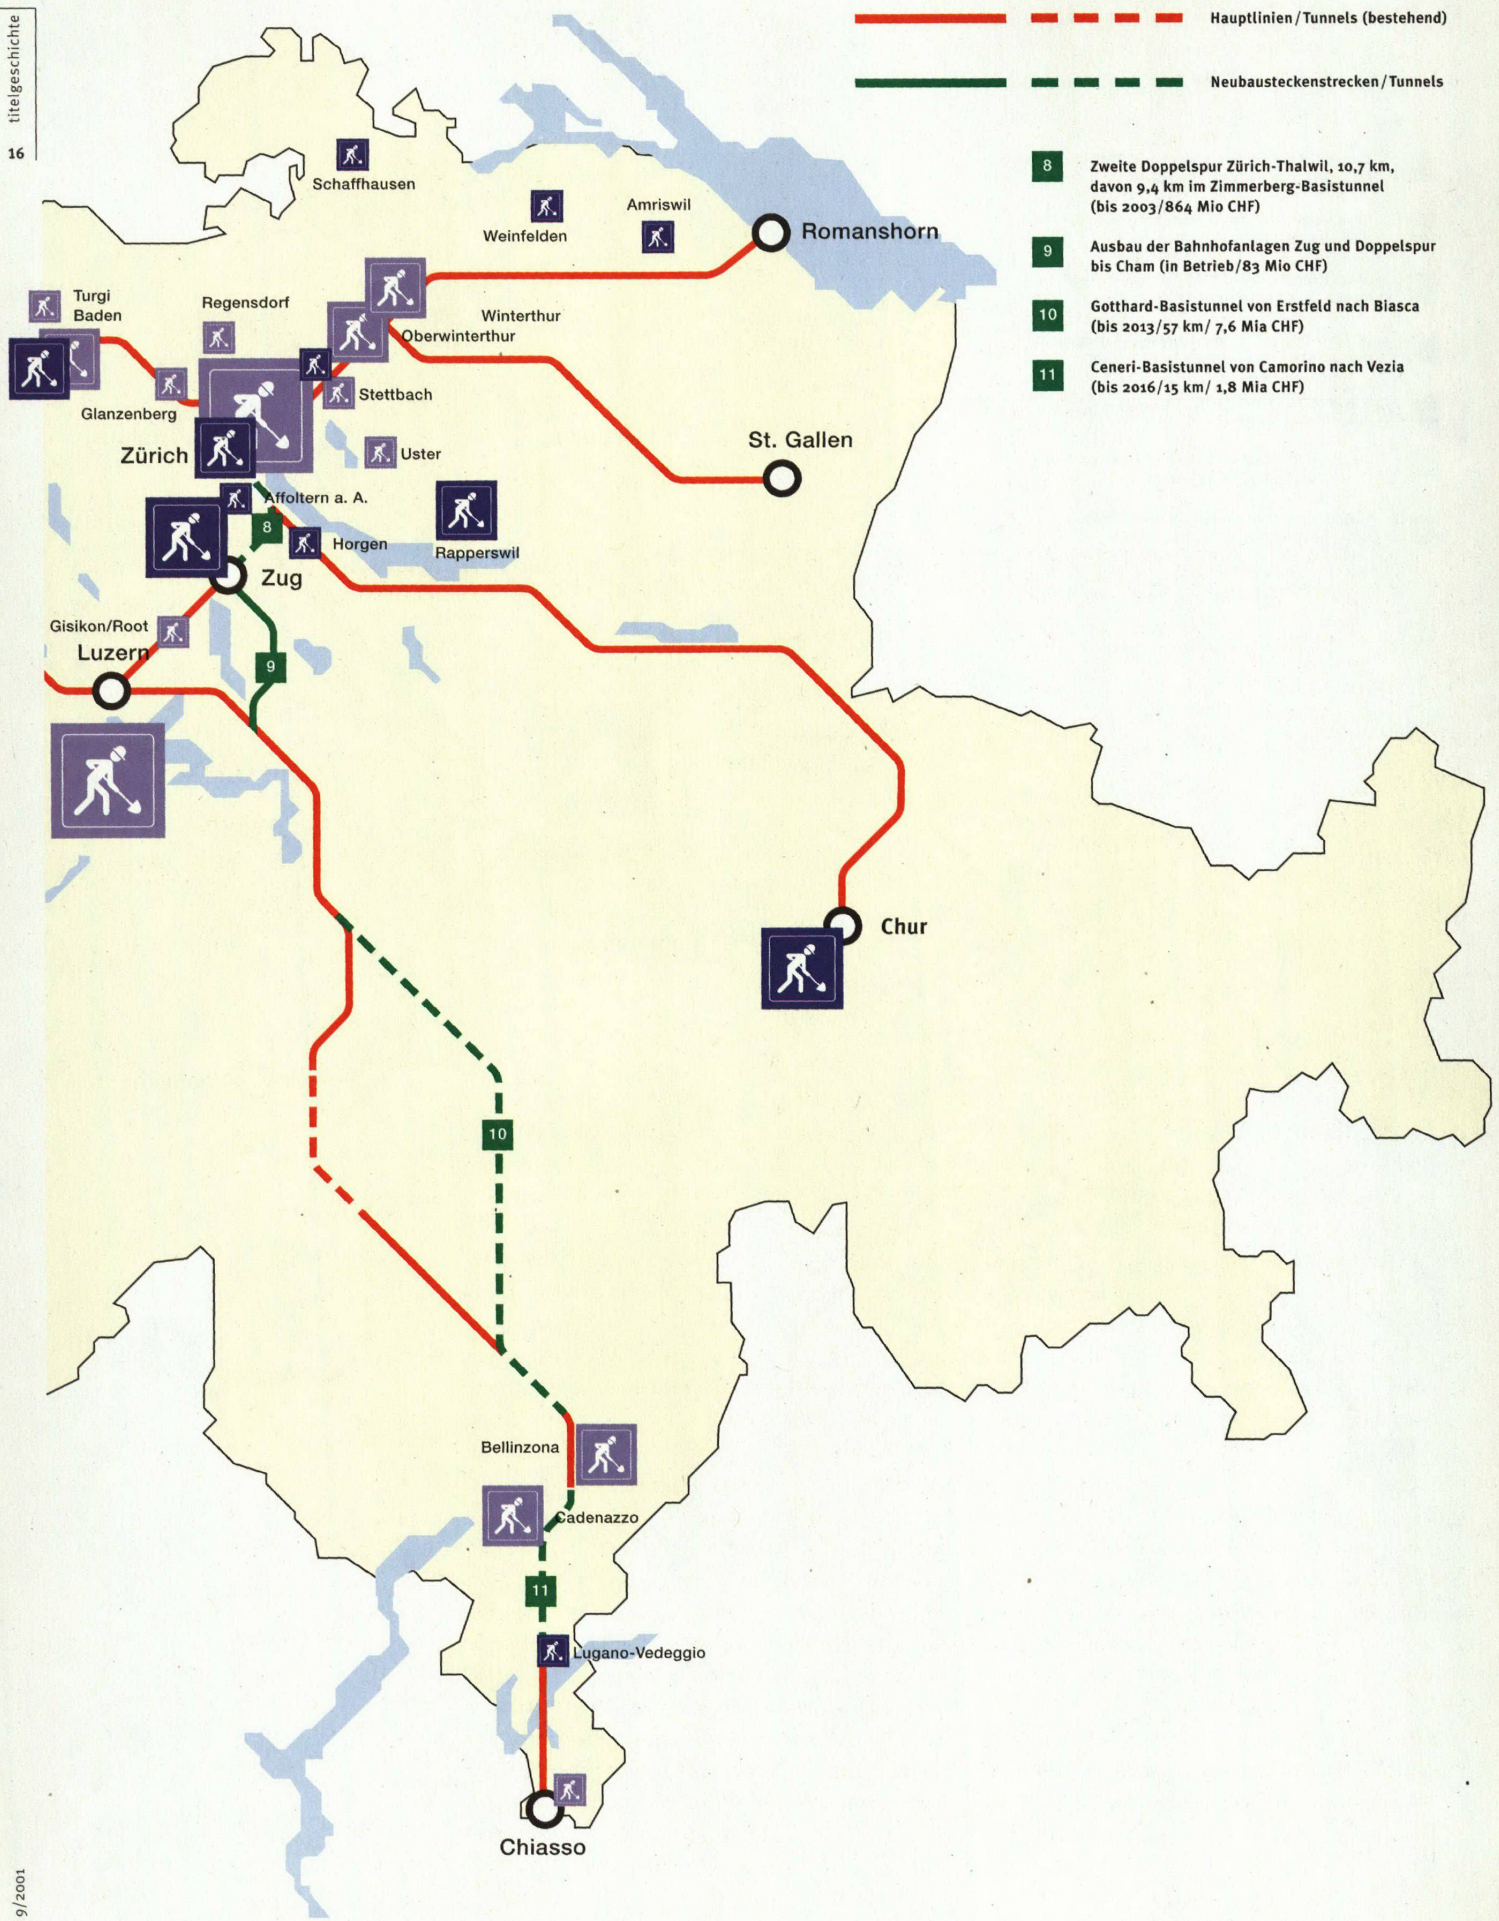 titelgeschichte
16
Hauptlinien/Tunnels (bestehend)
Neubausteckenstrecken/Tunnels
8 Zweite Doppelspur Zürich-Thalwil, 10,7 km,
davon 9,4 km im Zimmerberg-Basistunnel
(bis 2003/864 Mio CHF)
9 Ausbau der Bahnhofanlagen Zug und Doppelspur
bis Cham (in Betrieb/83 Mio CHF)
10 Gotthard-Basistunnel von Erstfeld nach Biasca
(bis 2013/57 km/ 7,6 Mia CHF)
11 Ceneri-Basistunnel von Camorino nach Vezia
(bis 2016/15 km/ 1,8 Mia CHF)
Schaffhausen
Weinfelden
Amriswil
Romanshorn
Turgi
Baden
Regensdorf
Winterthur
Oberwinterthur
Glanzenberg
Stettbach
Zürich
Uster
St. Gallen
Affoltern a. A.
8
Horgen
Rapperswil
Zug
Gisikon/Root
Luzern
9
Chur
10
Bellinzona
Cadenazzo
11
Lugano-Vedeggio
Chiasso
9/2001